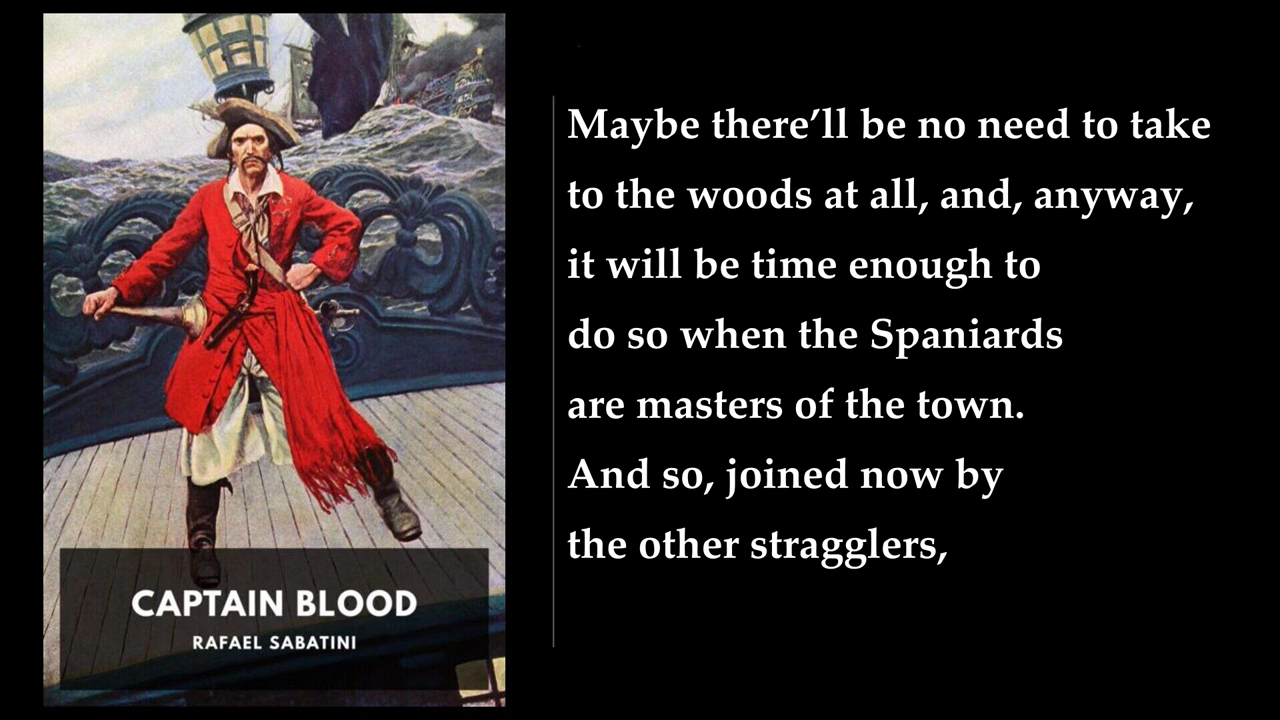 Maybe there’ll be no need to take
to the woods at all, and, anyway,
it will be time enough to
do so when the Spaniards
are masters of the town.
And so, joined now by
the other stragglers,
CAPTAIN BLOOD
RAFAEL SABATINI